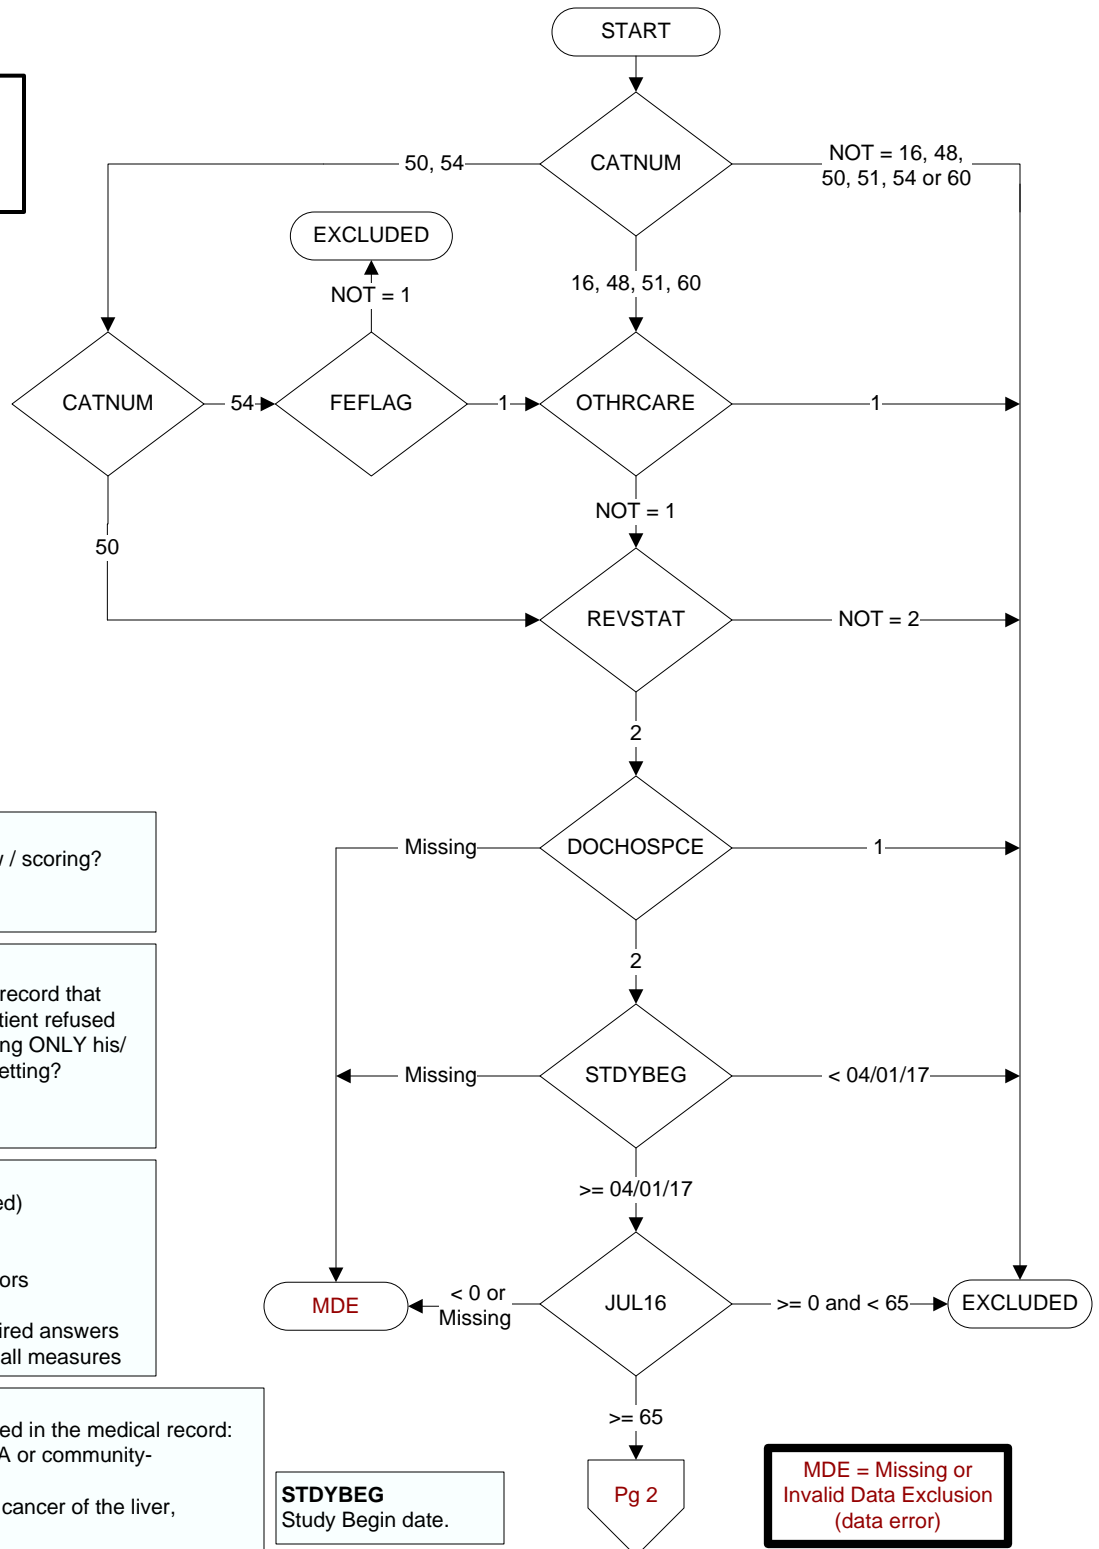 START
CATNUM
50, 54
NOT = 16, 48,
50, 51, 54 or 60
EXCLUDED
NOT = 1
16, 48, 51, 60
CATNUM
54
FEFLAG
1
OTHRCARE
1
NOT = 1
50
REVSTAT
NOT = 2
2
Missing
DOCHOSPCE
1
2
Missing
STDYBEG
< 04/01/17
>= 04/01/17
MDE
< 0 or
Missing
JUL16
>= 0 and < 65
EXCLUDED
>= 65
Pg 2
/ scoring?
record that
tient refused
ng ONLY his/
etting?
ed)
ors
ired answers
all measures
ed in the medical record:
A or community-
cancer of the liver,
STDYBEG
Study Begin date.
MDE = Missing or
Invalid Data Exclusion
(data error)